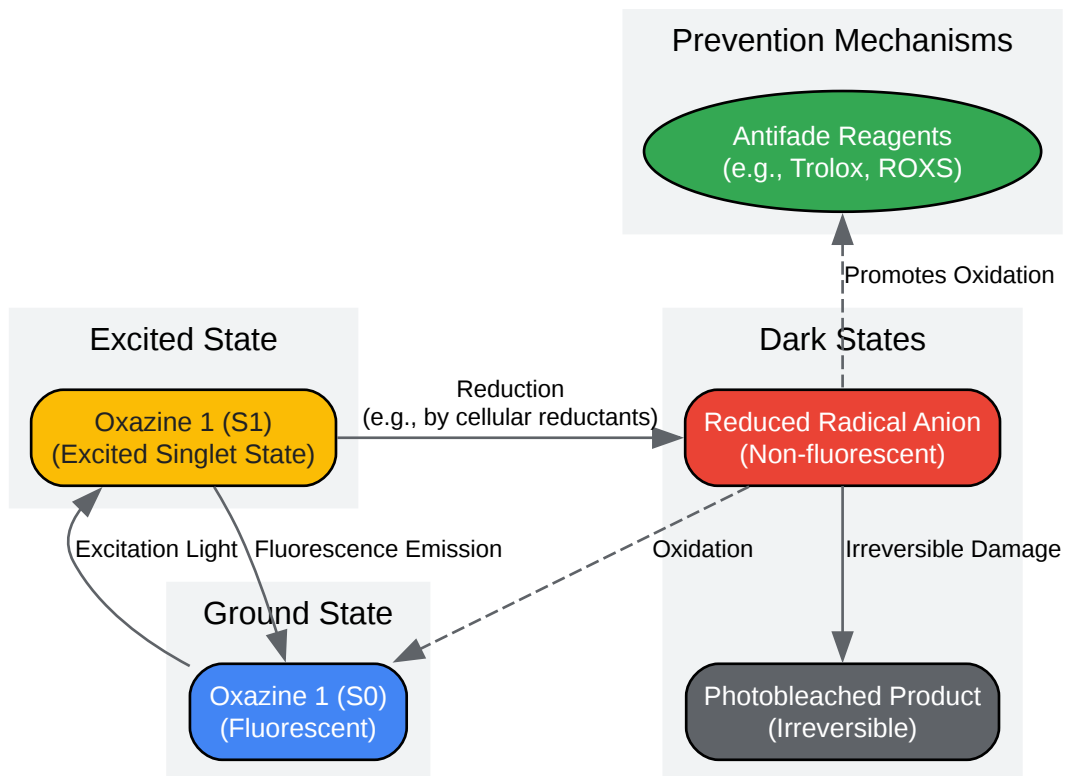 Prevention Mechanisms
Antifade Reagents
(e.g., Trolox, ROXS)
Promotes Oxidation
Excited State
Dark States
Oxazine 1 (S1)
(Excited Singlet State)
Reduction
(e.g., by cellular reductants)
Reduced Radical Anion
(Non-fluorescent)
Excitation Light
Fluorescence Emission
Oxidation
Irreversible Damage
Ground State
Oxazine 1 (S0)
(Fluorescent)
Photobleached Product
(Irreversible)